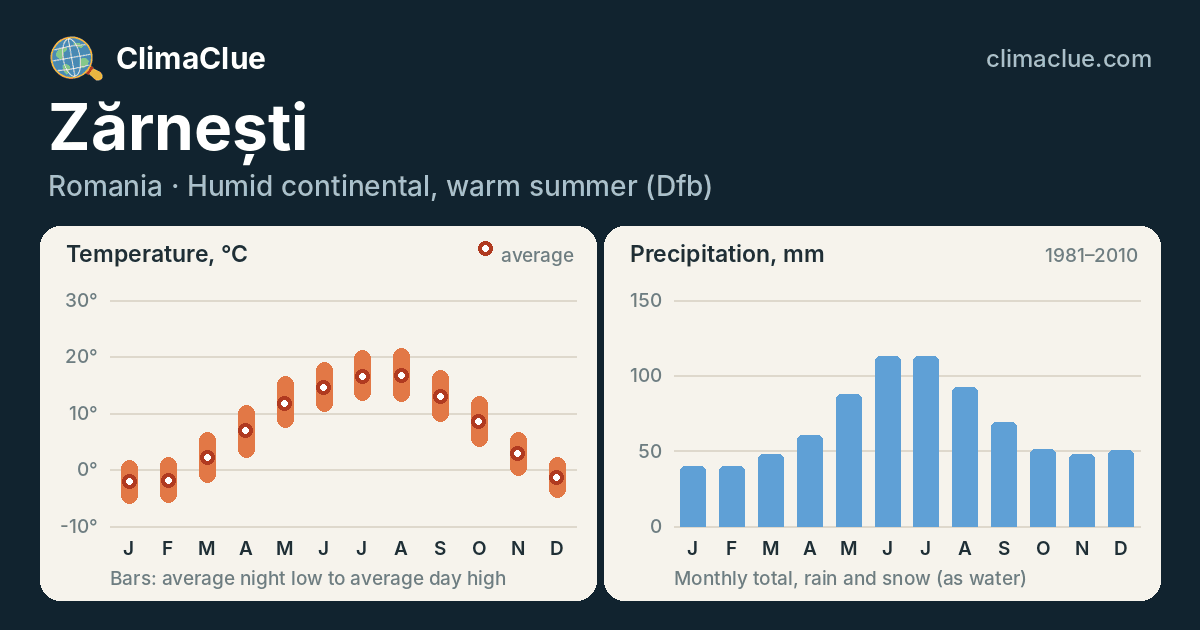 ClimaClue
climaclue.com
Zărnești
Romania · Humid continental, warm summer (Dfb)
Temperature, °C
average
30°
20°
10°
0°
-10°
J F M A M J J A S O N D
Bars: average night low to average day high
Precipitation, mm
1981–2010
150
100
50
0
J F M A M J J A S O N D
Monthly total, rain and snow (as water)